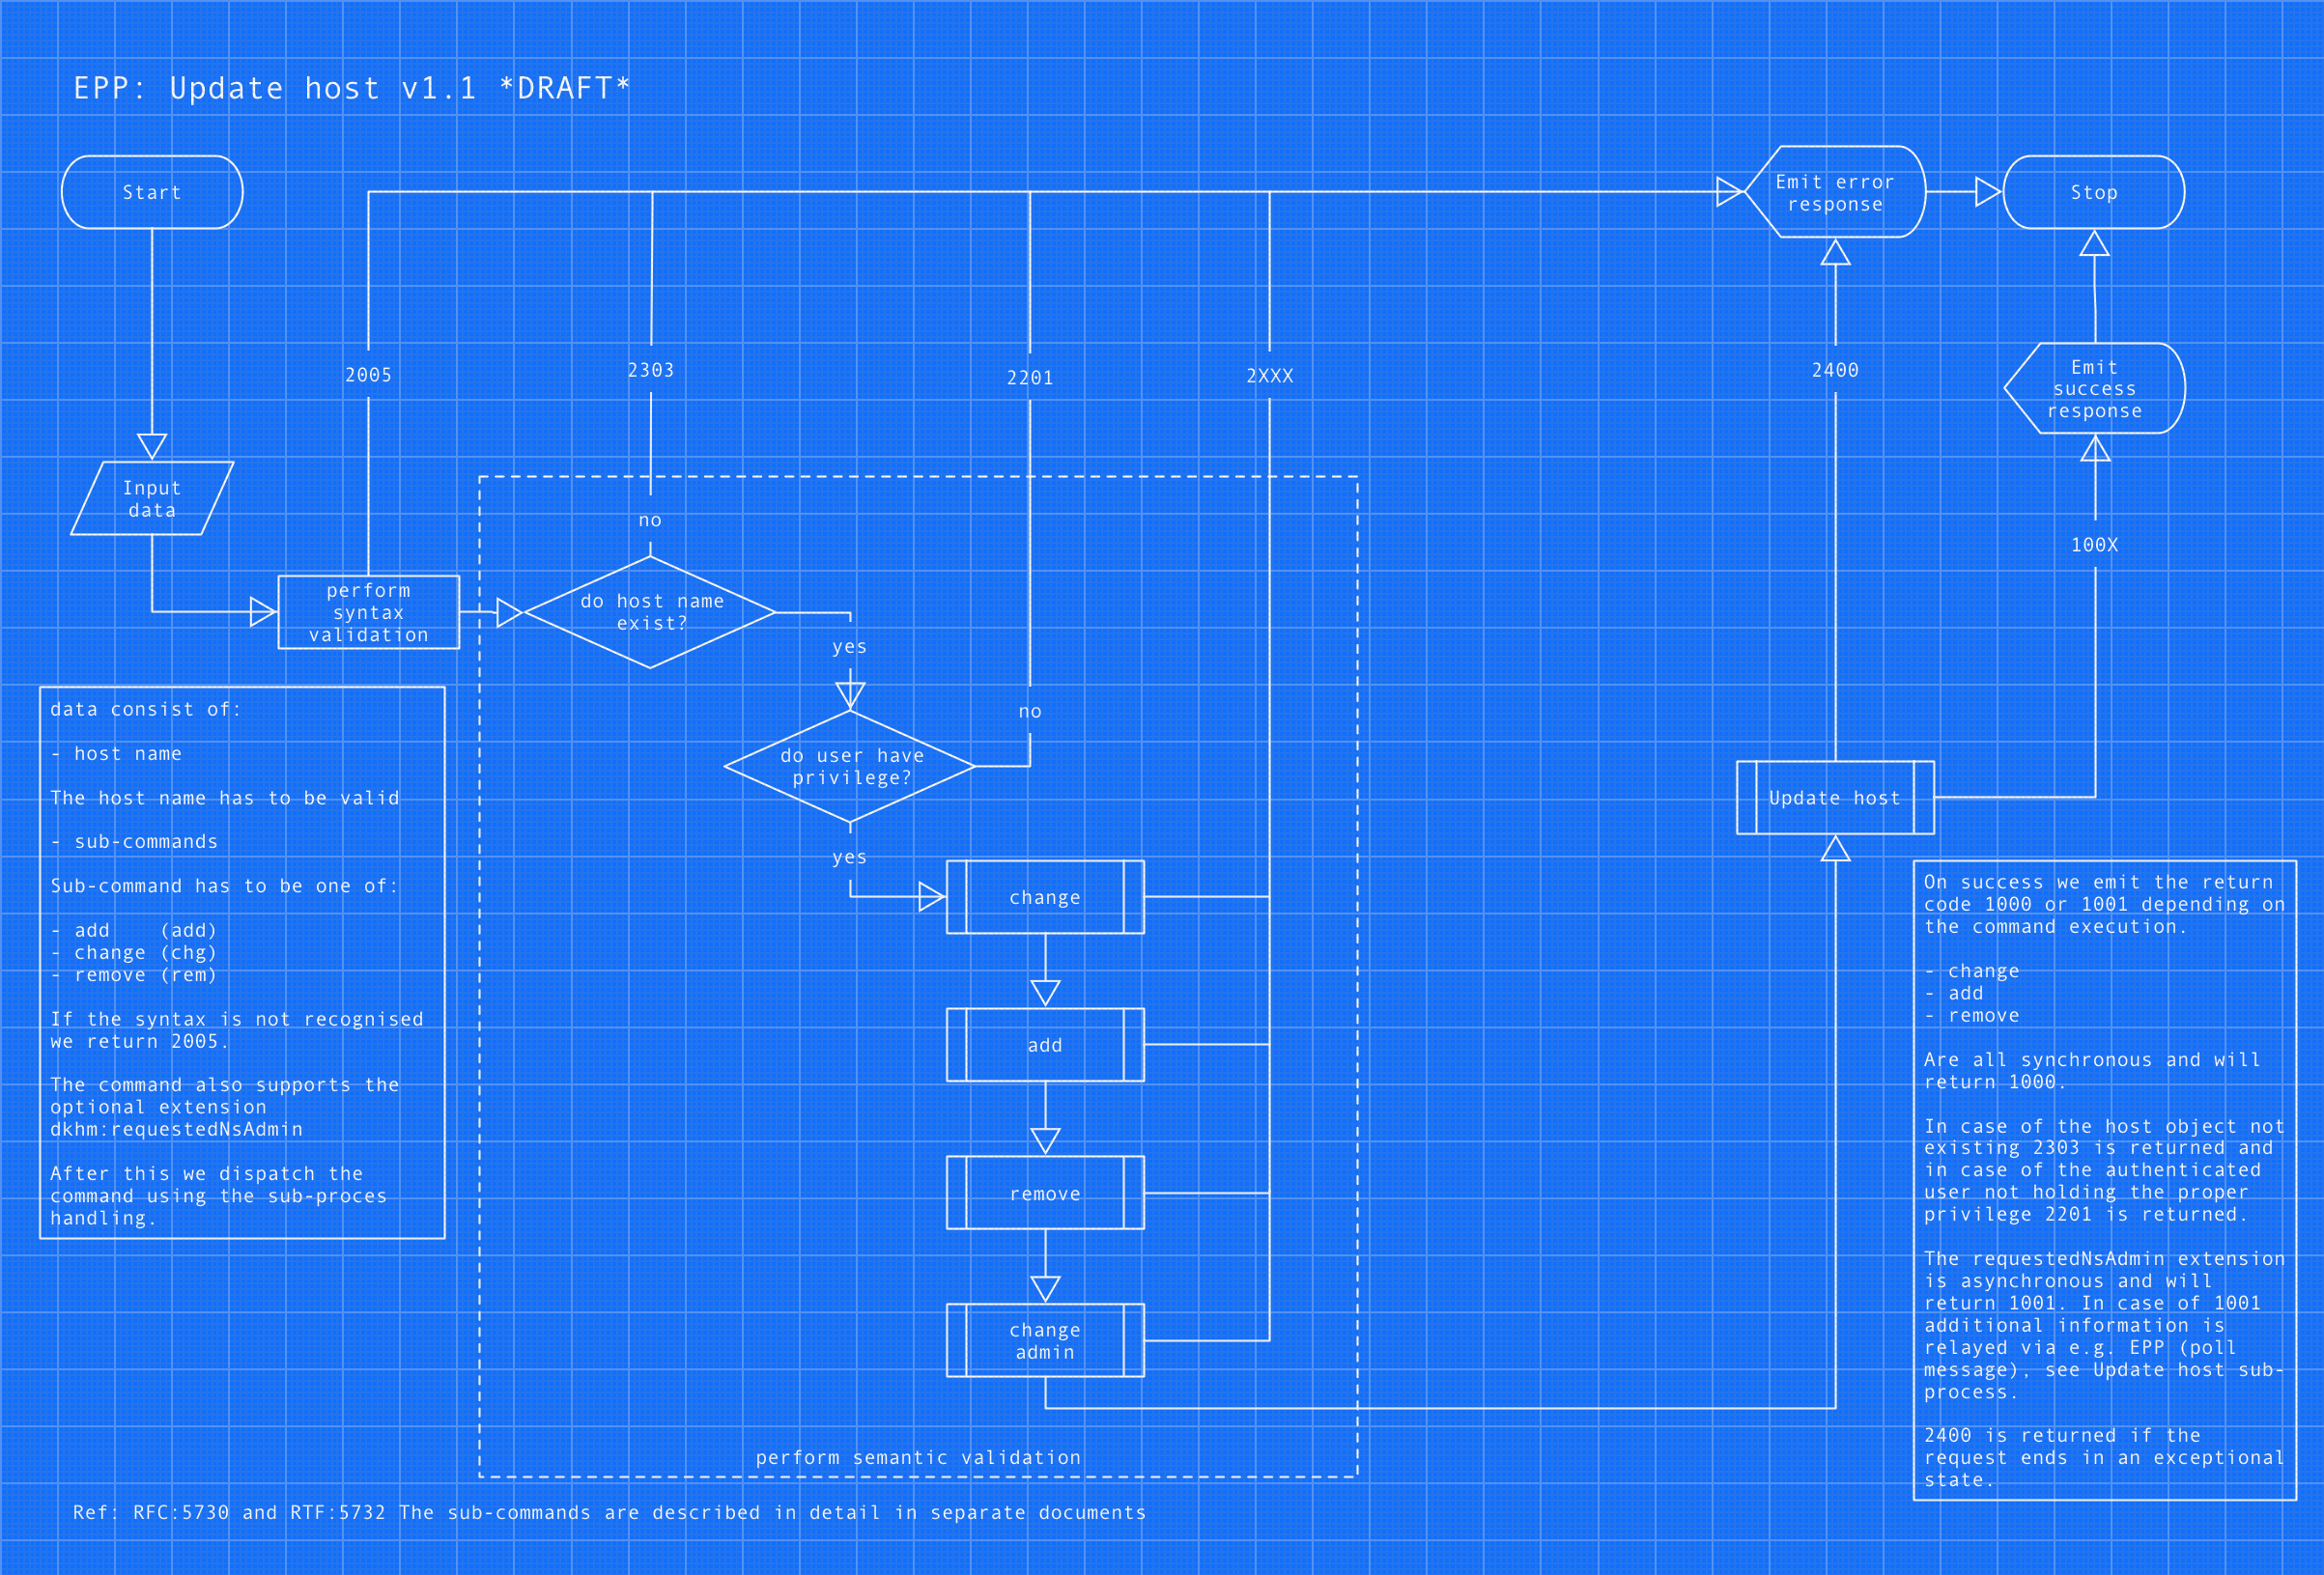 EPP: Update host v1.1 *DRAFT*
Start
Emit error
response
Stop
2005
2303
2201
2XXX
2400
Emit
success
response
Input
data
no
100X
perform
syntax
validation
do host name
exist?
yes
no
do user have
privilege?
Update host
yes
change
add
remove
change
admin
perform semantic validation
data consist of:
- host name
The host name has to be valid
- sub-commands
Sub-command has to be one of:
- add    (add)
- change (chg)
- remove (rem)
If the syntax is not recognised
we return 2005.
The command also supports the
optional extension
dkhm:requestedNsAdmin
After this we dispatch the
command using the sub-proces
handling.
On success we emit the return
code 1000 or 1001 depending on
the command execution.
- change
- add
- remove
Are all synchronous and will
return 1000.
In case of the host object not
existing 2303 is returned and
in case of the authenticated
user not holding the proper
privilege 2201 is returned.
The requestedNsAdmin extension
is asynchronous and will
return 1001. In case of 1001
additional information is
relayed via e.g. EPP (poll
message), see Update host sub-
process.
2400 is returned if the
request ends in an exceptional
state.
Ref: RFC:5730 and RTF:5732 The sub-commands are described in detail in separate documents